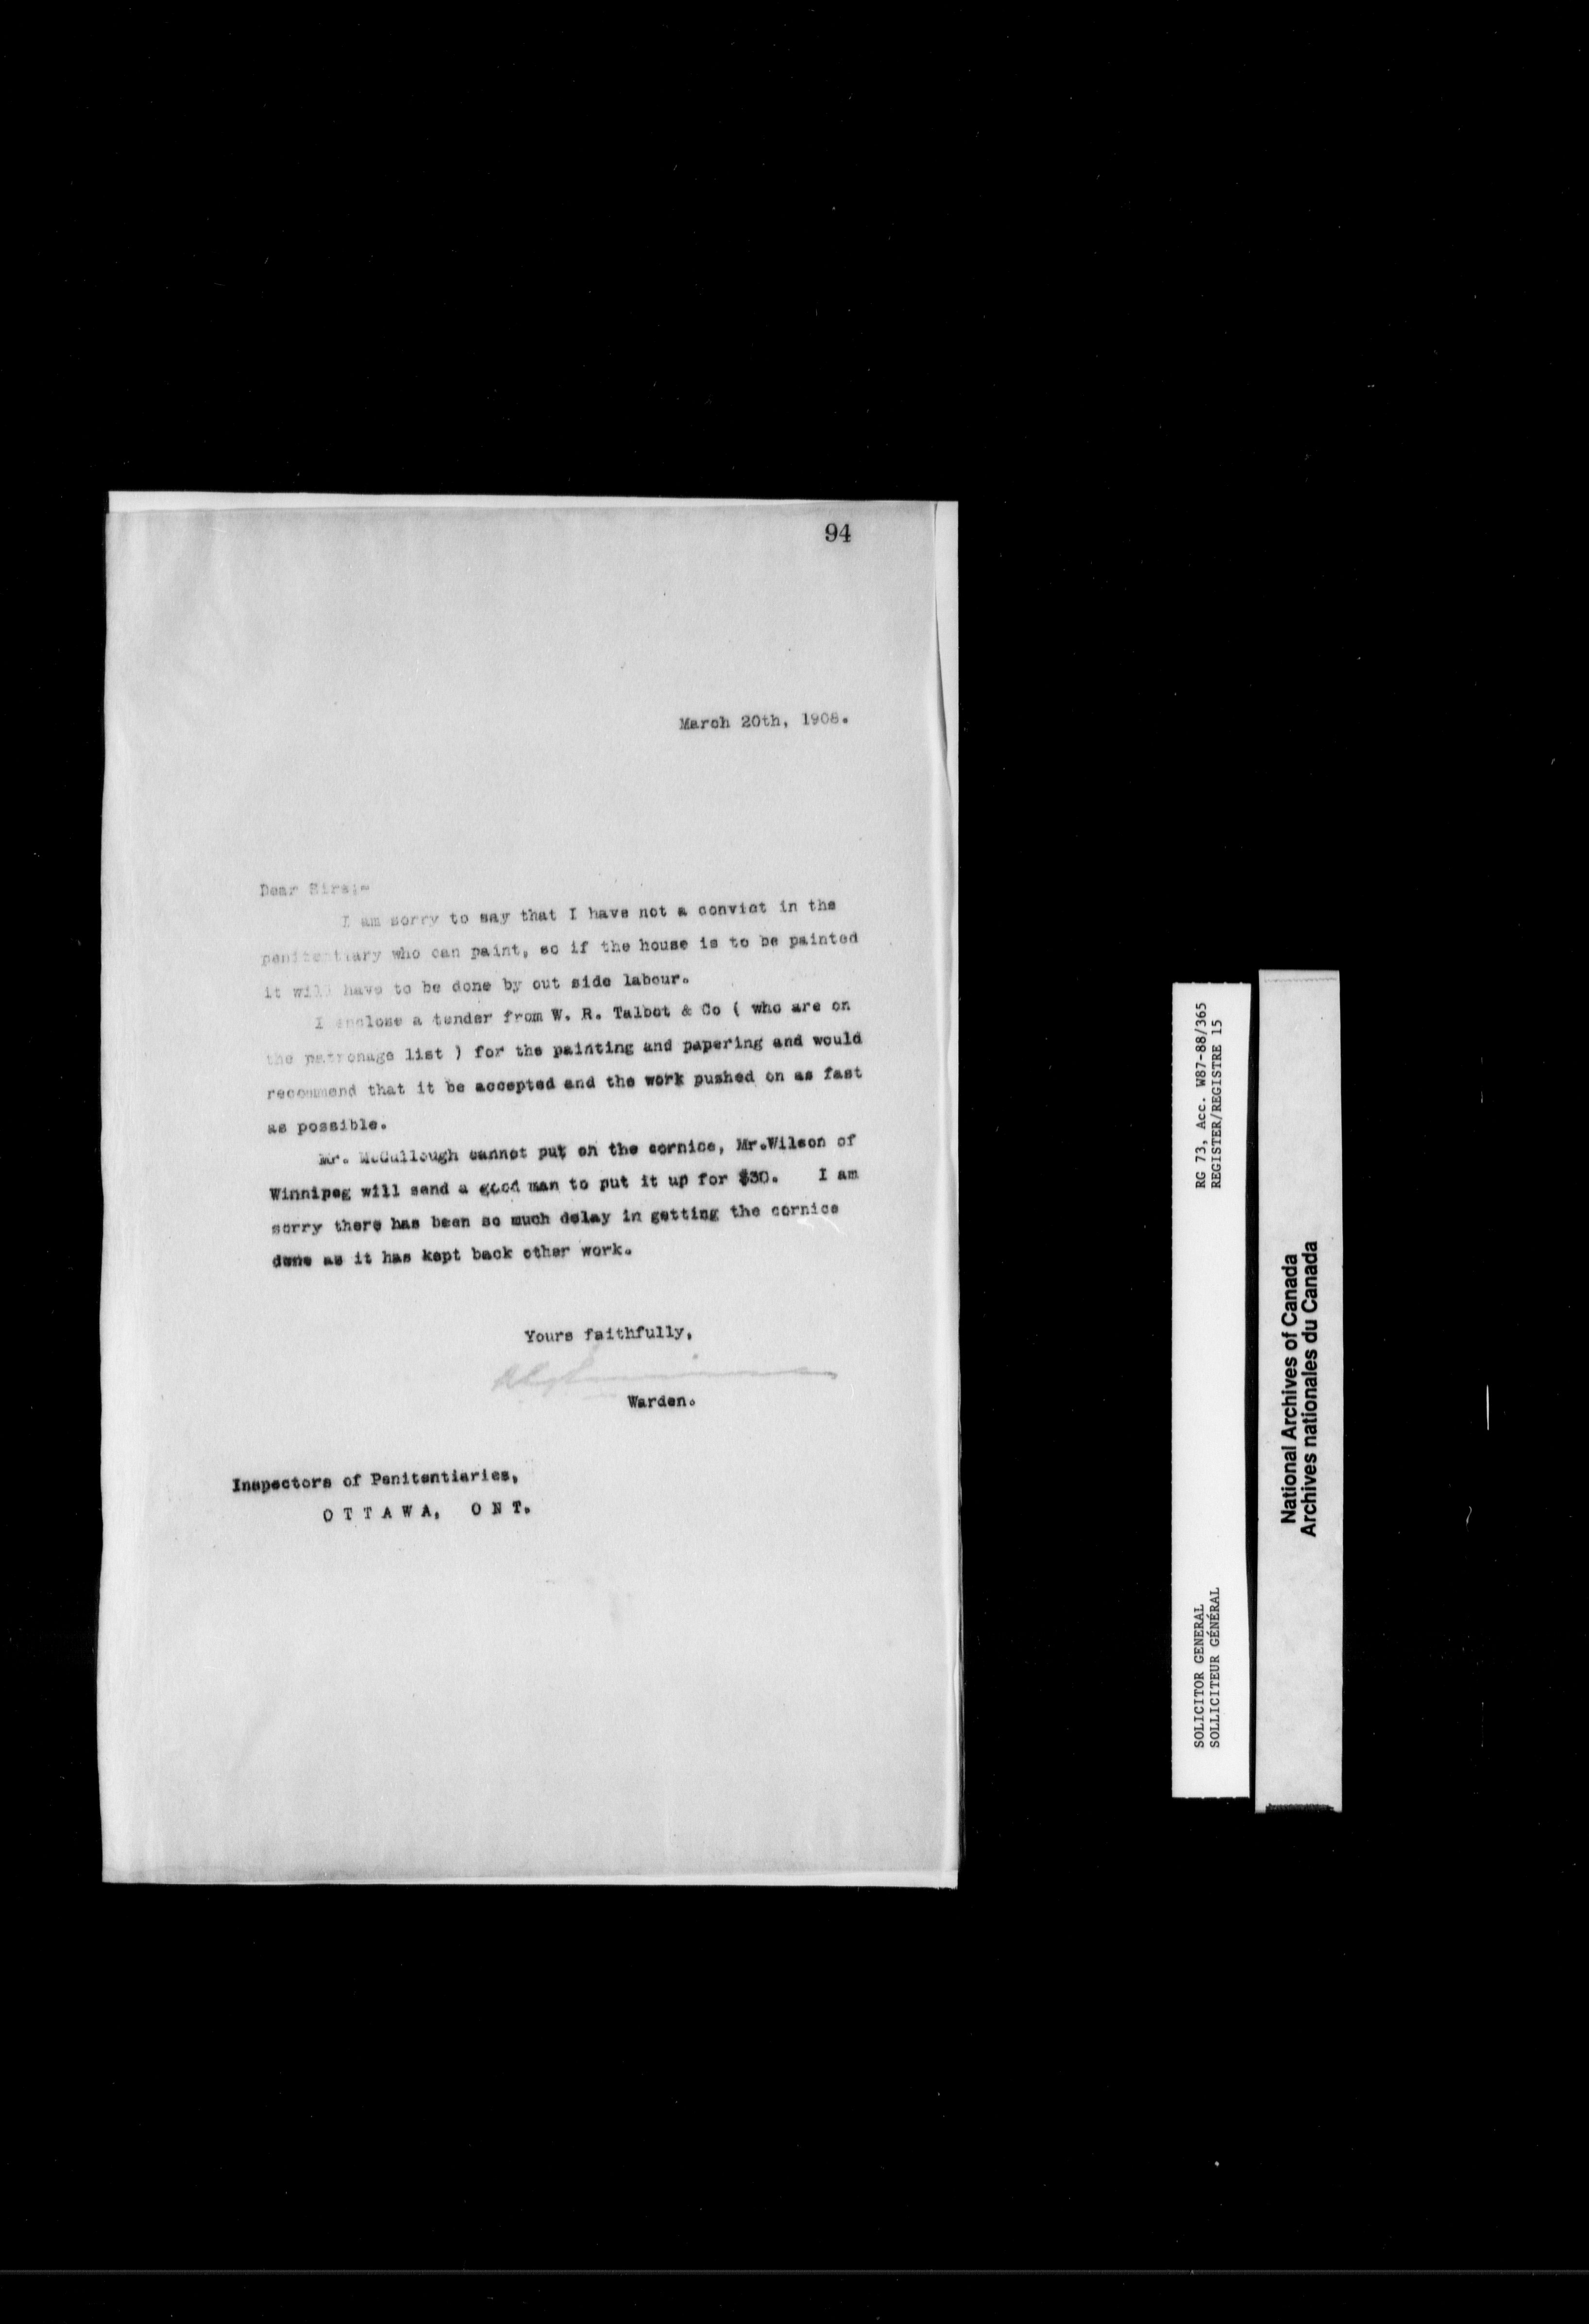 94
March 20th, 1908.
Dear Sirs:-
I am sorry to say that I have not a convict in the
penitentiary who can paint, so if the house is to be painted
it will have to be done by out side labour.
I enclose a tender from W. R. Talbot & Co ( who are on
the patronage list ) for the painting and papering and would
recommend that it be accepted and the work pushed on as fast
as possible.
Mr. McCullough cannot put on the cornice, Mr.Wilson of
Winnipeg will send a good man to put it up for $30. I am
sorry there has been so much delay in getting the cornice
done as it has kept back other work.
Yours faithfully,
Warden.
Inspectors of Penitentiaries,
O T T A W A, O N T.
SOLICITOR GENERAL RG 73, Acc. W87-88/365
SOLLICITEUR GÉNÉRAL REGISTER/REGISTRE 15
National Archives of Canada
Archives nationales du Canada